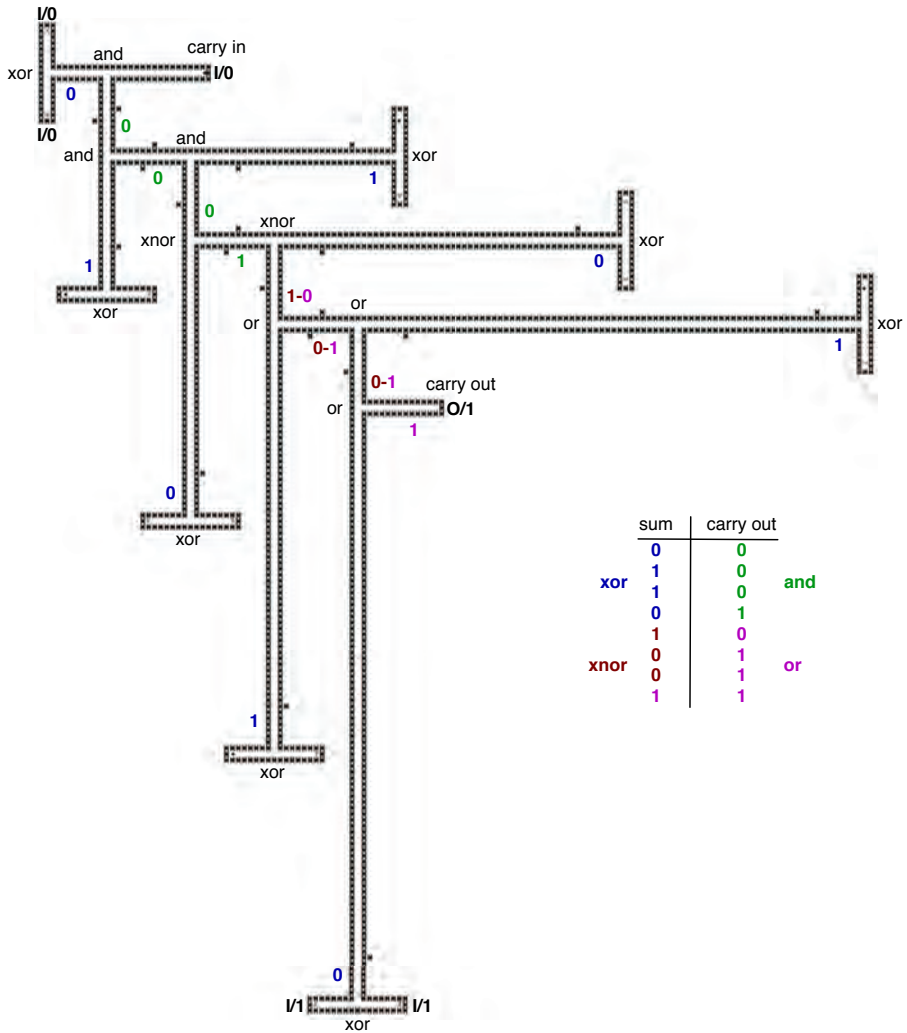 I/0
and
carry in
xor
I/0
0
I/0
0
and
and
xor
0
1
0
xnor
xnor
xor
1
0
1
xor
1-0
or
or
xor
0-1
1
0-1
carry out
or
O/1
1
0
xor
sum carry out
0 0
1 0
xor and
1 0
0 1
1 0
0 1
xnor or
0 1
1 1
1
xor
0
I/1
I/1
xor